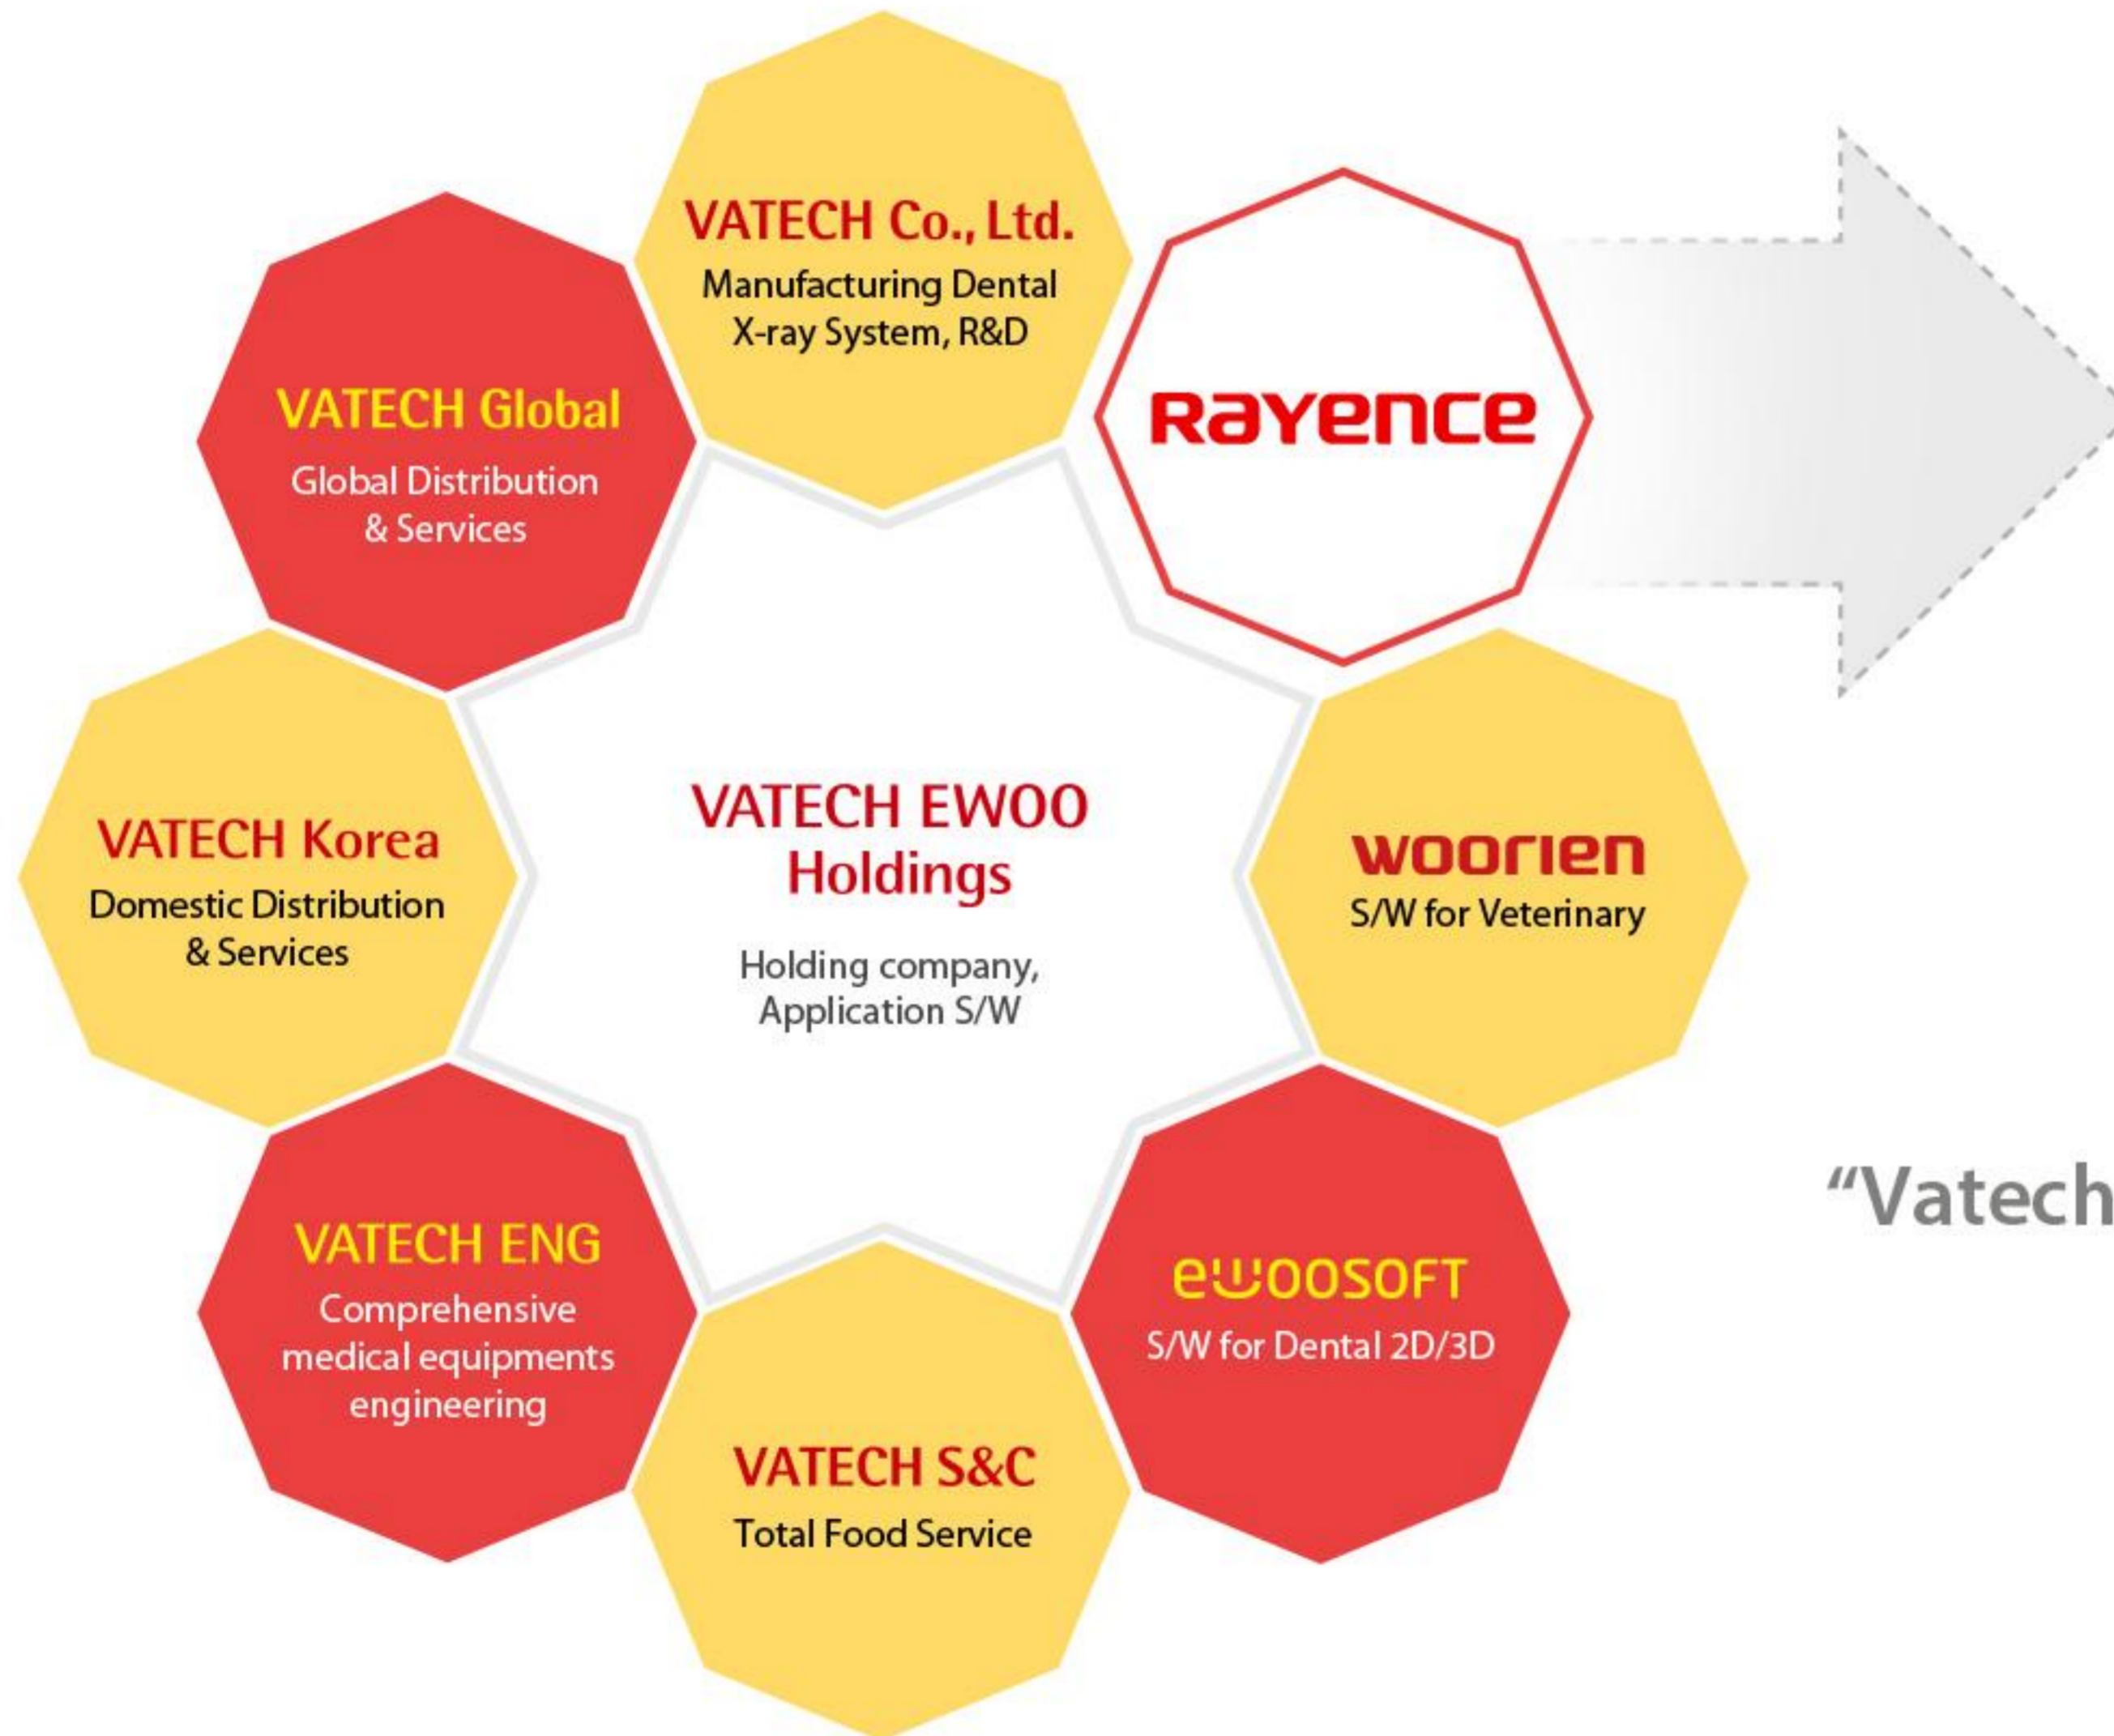 VATECH Co., Ltd.
Manufacturing Dental
X-ray System, R&D
RAYENCE
VATECH Global
Global Distribution
& Services
VATECH Korea
Domestic Distribution
& Services
VATECH EWOO
Holdings
Holding company,
Application S/W
WOORIEN
S/W for Veterinary
VATECH ENG
Comprehensive
medical equipments
engineering
EWOOSOFT
S/W for Dental 2D/3D
VATECH S&C
Total Food Service
“Vatech